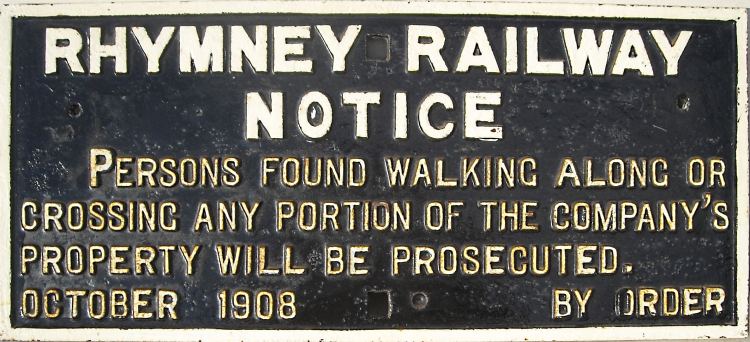 RHYMNEY RAILWAY
NOTICE
PERSONS FOUND WALKING ALONG OR
CROSSING ANY PORTION OF THE COMPANY'S
PROPERTY WILL BE PROSECUTED.
OCTOBER 1908 BY ORDER